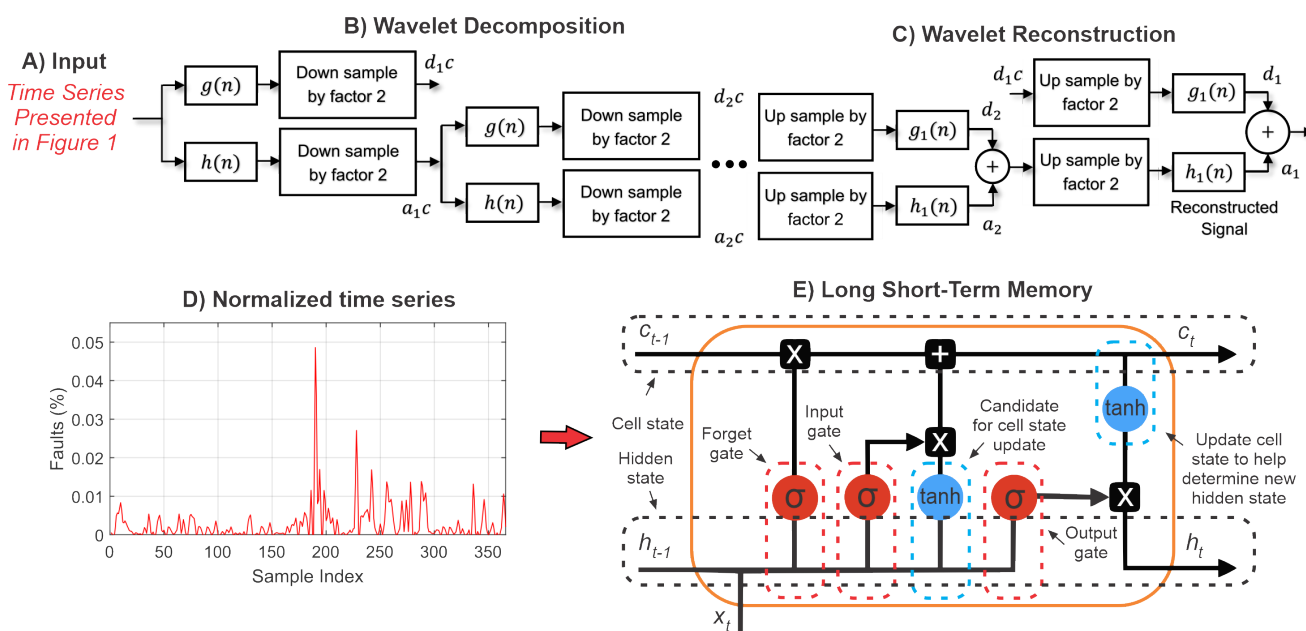 B) Wavelet Decomposition
C) Wavelet Reconstruction
A) Input
Time Series
Presented
in Figure 1
g(n)
Down sample
by factor 2
d₁c
h(n)
Down sample
by factor 2
a₁c
g(n)
Down sample
by factor 2
d₂c
h(n)
Down sample
by factor 2
a₂c
Up sample by
factor 2
g₁(n)
d₂
+
Up sample by
factor 2
h₁(n)
a₂
d₁c
Up sample by
factor 2
g₁(n)
d₁
+
Up sample by
factor 2
h₁(n)
a₁
Reconstructed
Signal
D) Normalized time series
Faults (%)
0.05
0.04
0.03
0.02
0.01
0
0 50 100 150 200 250 300 350
Sample Index
E) Long Short-Term Memory
cₜ₋₁
cₜ
X
+
tanh
Cell state
Hidden
state
Forget
gate
Input
gate
X
Candidate
for cell state
update
Update cell
state to help
determine new
hidden state
σ
σ
tanh
σ
X
Output
gate
hₜ₋₁
hₜ
xₜ